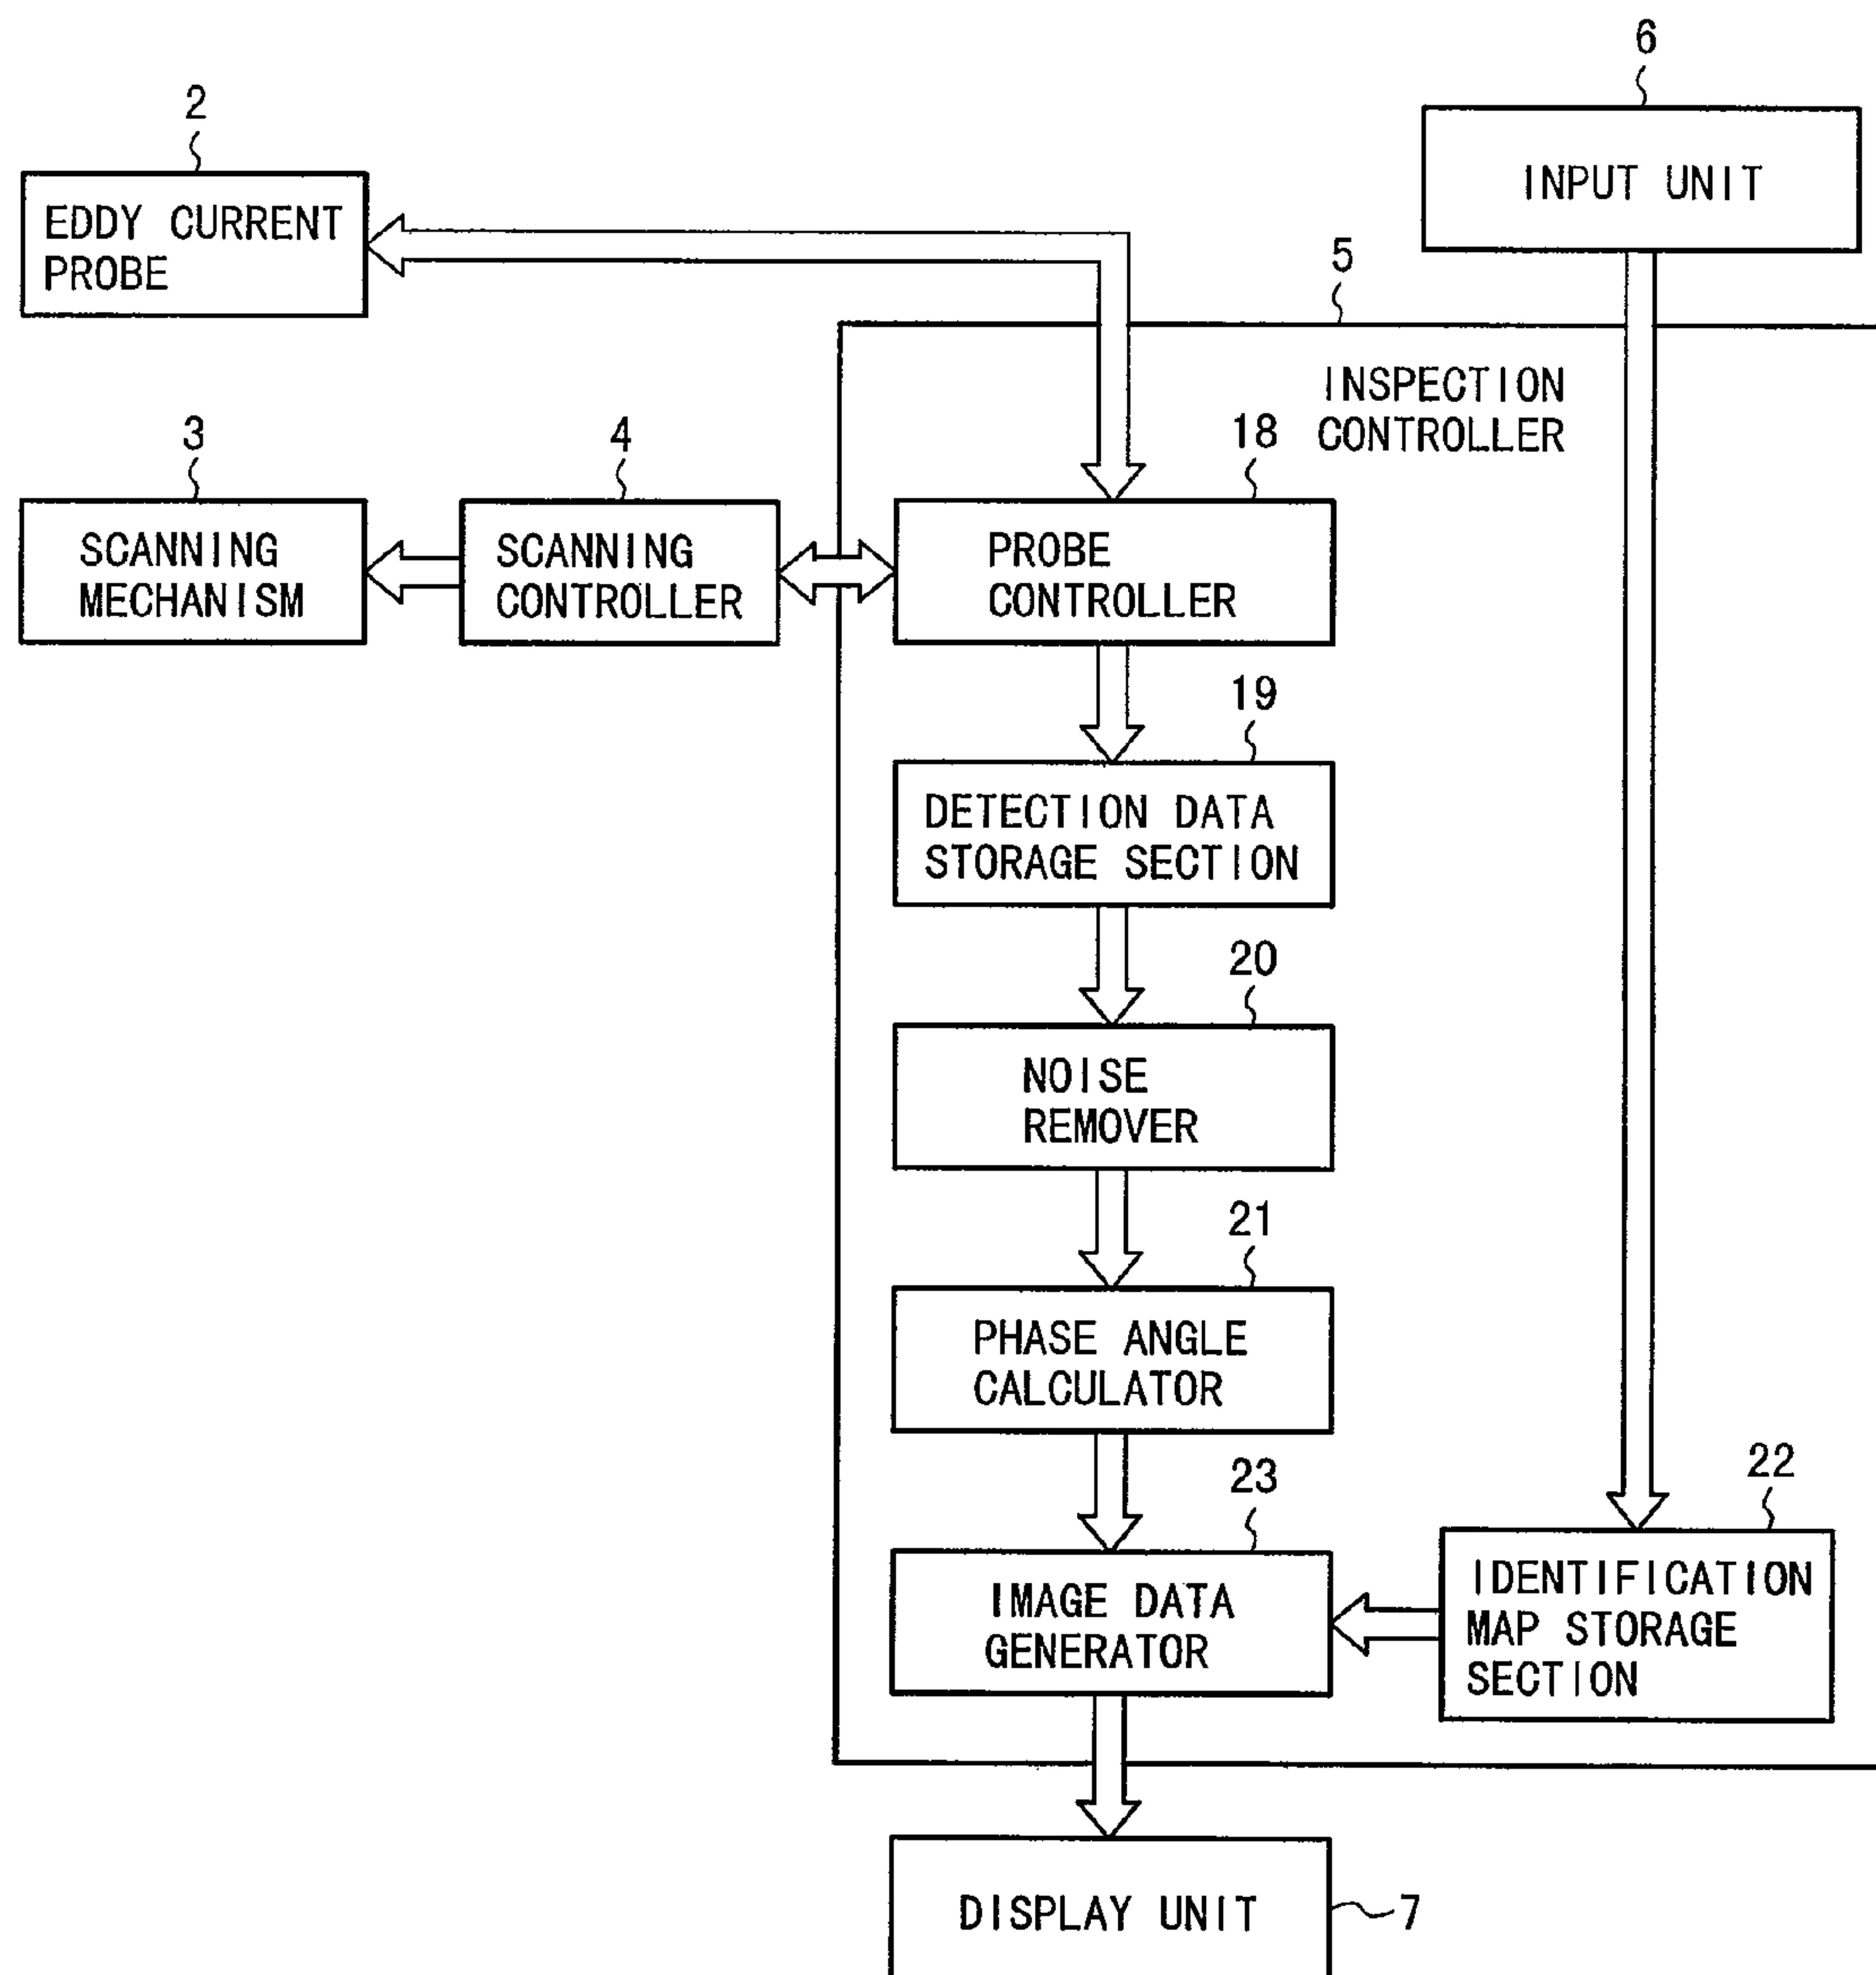 6
2
INPUT UNIT
EDDY CURRENT
PROBE
5
INSPECTION
CONTROLLER
3
4
18
SCANNING
MECHANISM
SCANNING
CONTROLLER
PROBE
CONTROLLER
19
DETECTION DATA
STORAGE SECTION
20
NOISE
REMOVER
21
PHASE ANGLE
CALCULATOR
23
22
IMAGE DATA
GENERATOR
IDENTIFICATION
MAP STORAGE
SECTION
DISPLAY UNIT
7